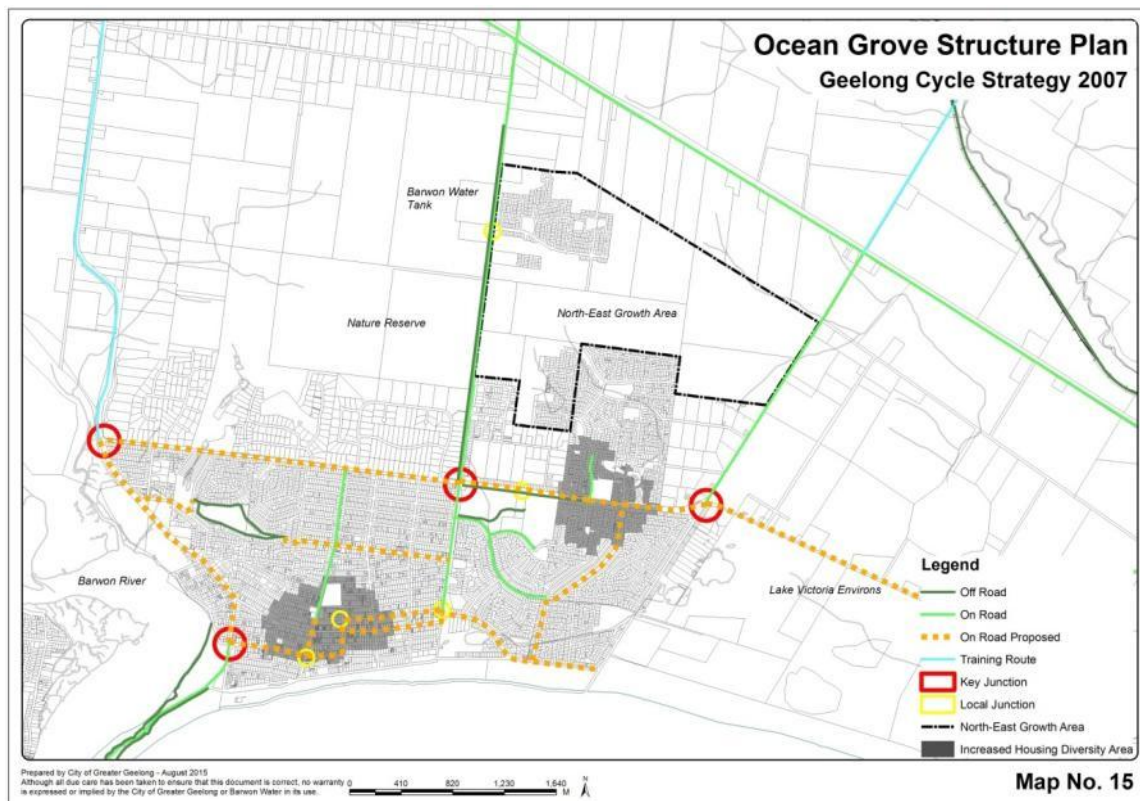 Ocean Grove Structure Plan
Geelong Cycle Strategy 2007
Barwon Water
Tank
North-East Growth Area
Nature Reserve
Barwon River
Lake Victoria Environs
Legend
Off Road
On Road
On Road Proposed
Training Route
Key Junction
Local Junction
North-East Growth Area
Increased Housing Diversity Area
Prepared by City of Greater Geelong - August 2015
Although all due care has been taken to ensure that this document is correct, no warranty
is expressed or implied by the City of Greater Geelong or Barwon Water in its use.
0 410 820 1,230 1,640
M
N
Map No. 15